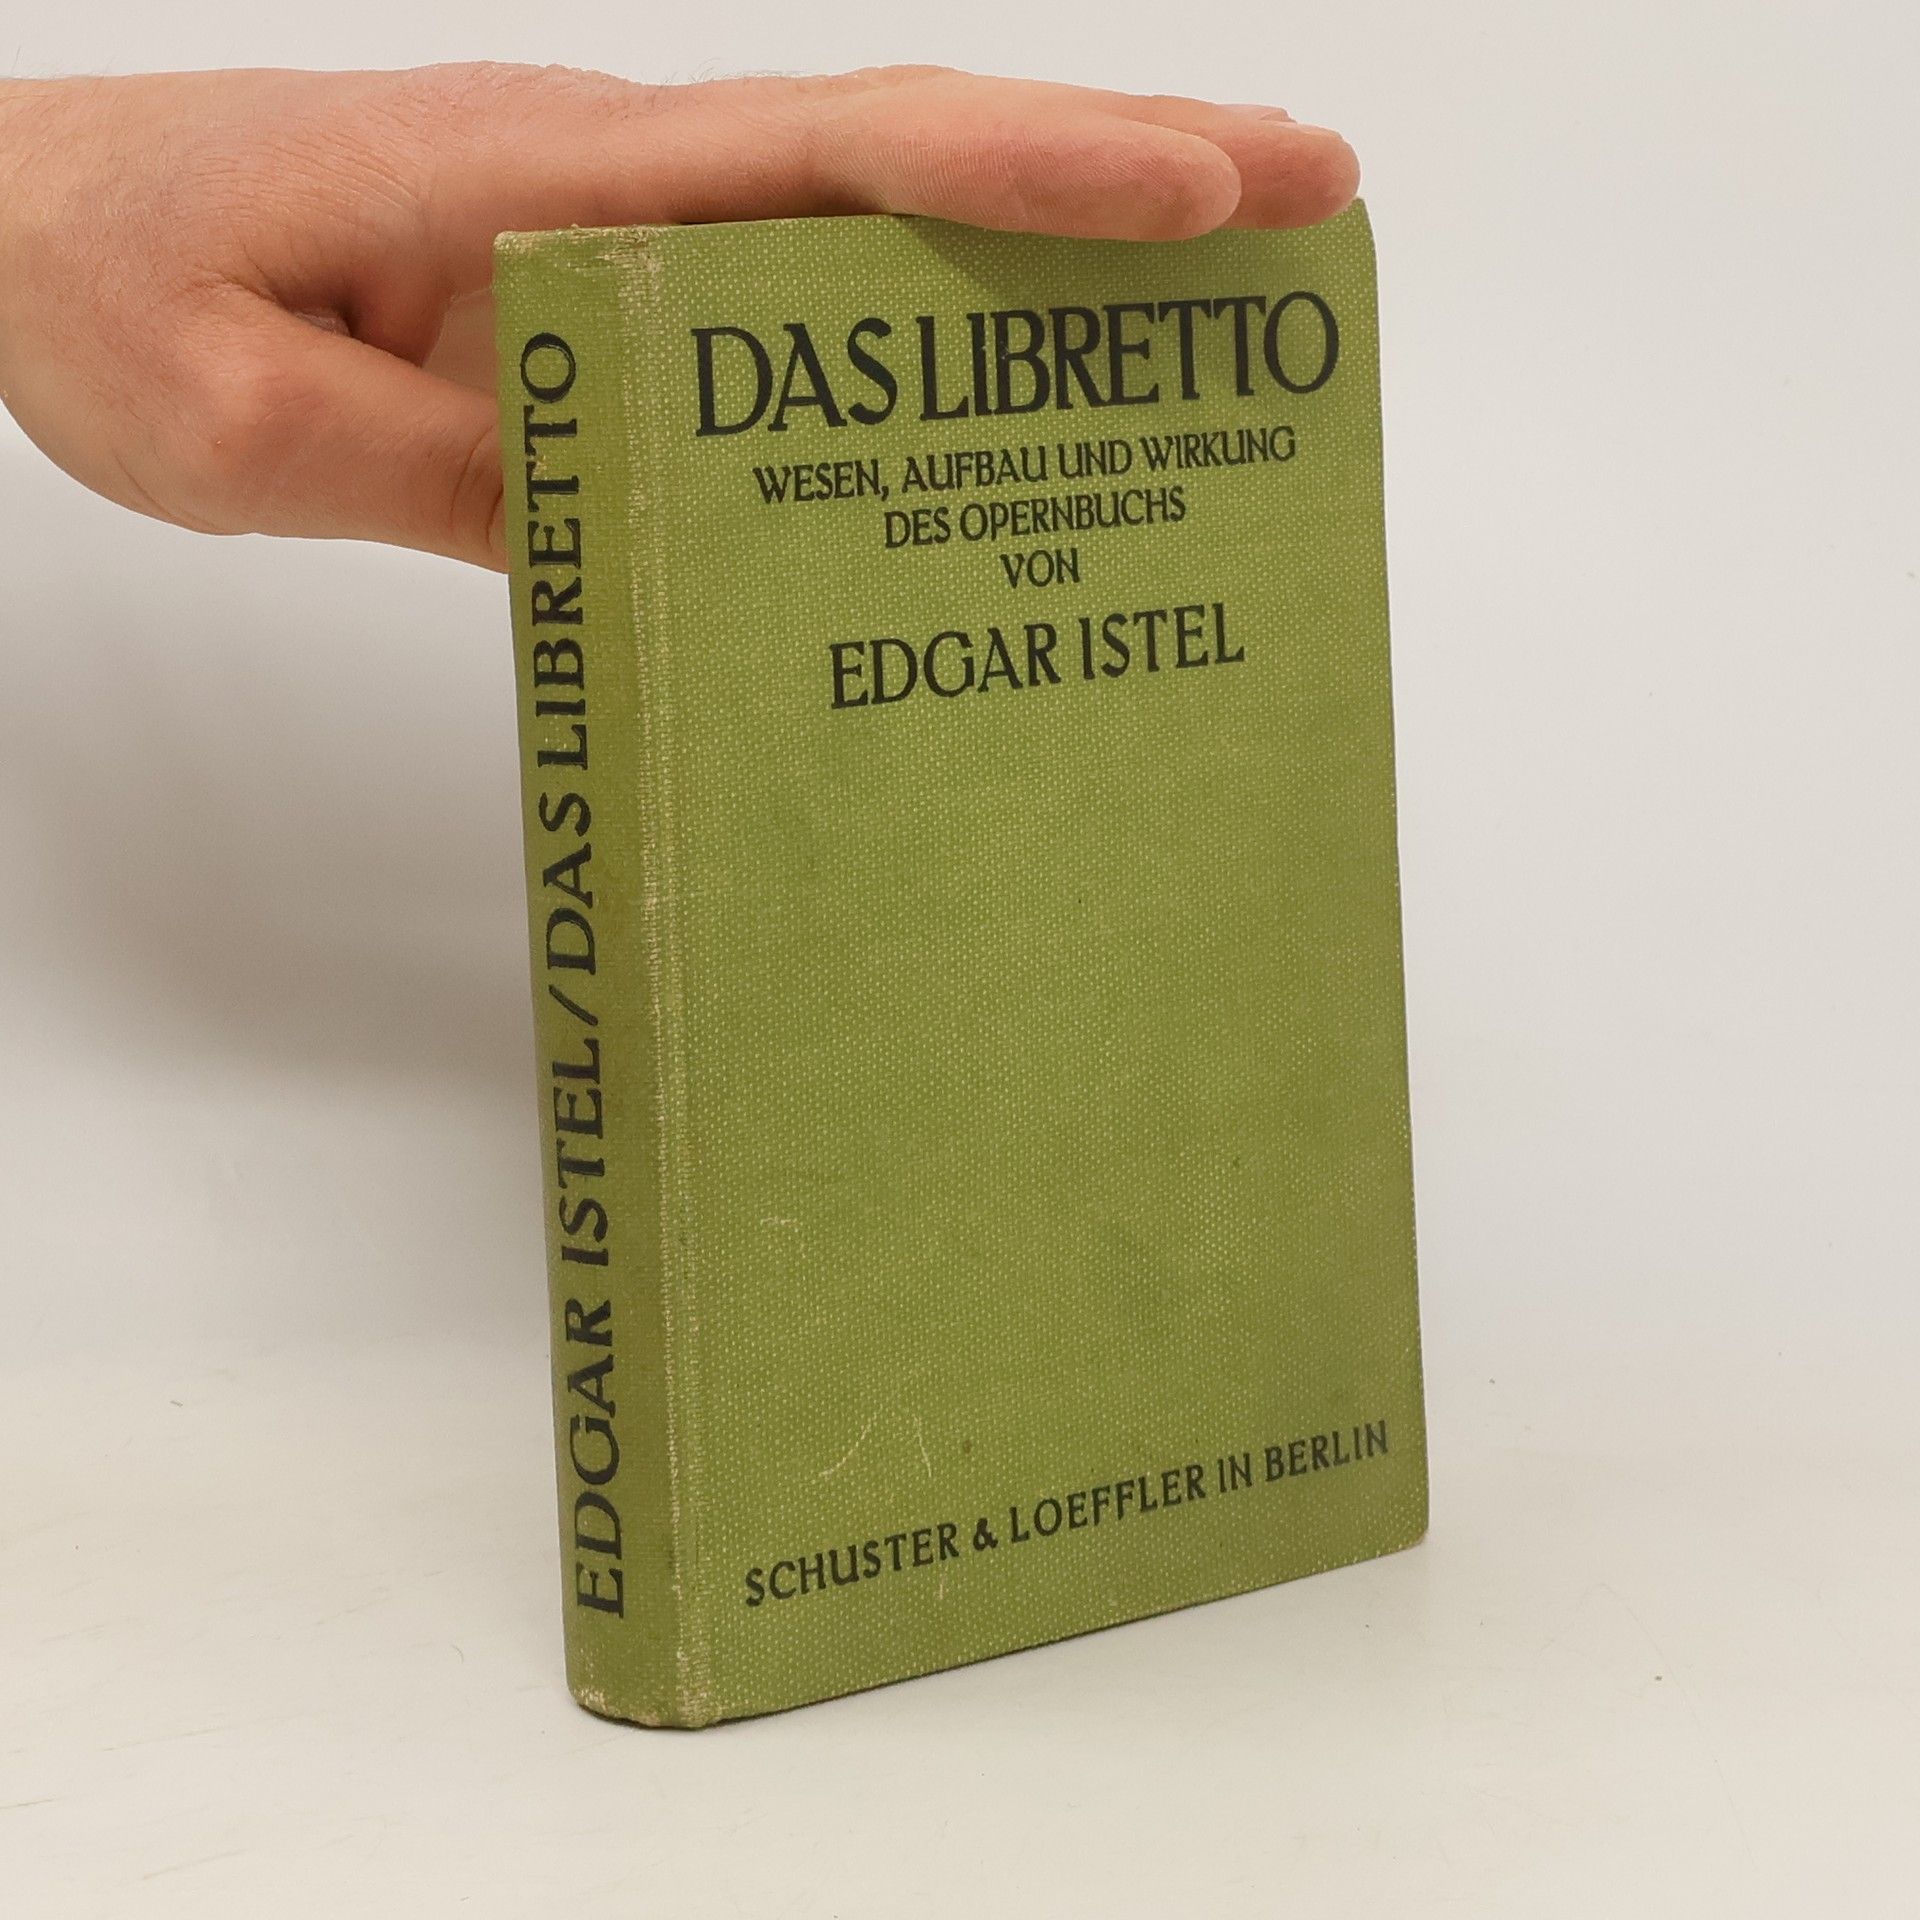 DAS LIBRETTO
WESEN, AUFBAU UND WIRKUNG
DES OPERNBUCHS
VON
EDGAR ISTEL
SCHUSTER & LOEFFLER IN BERLIN
EDGAR ISTEL/DAS LIBRETTO